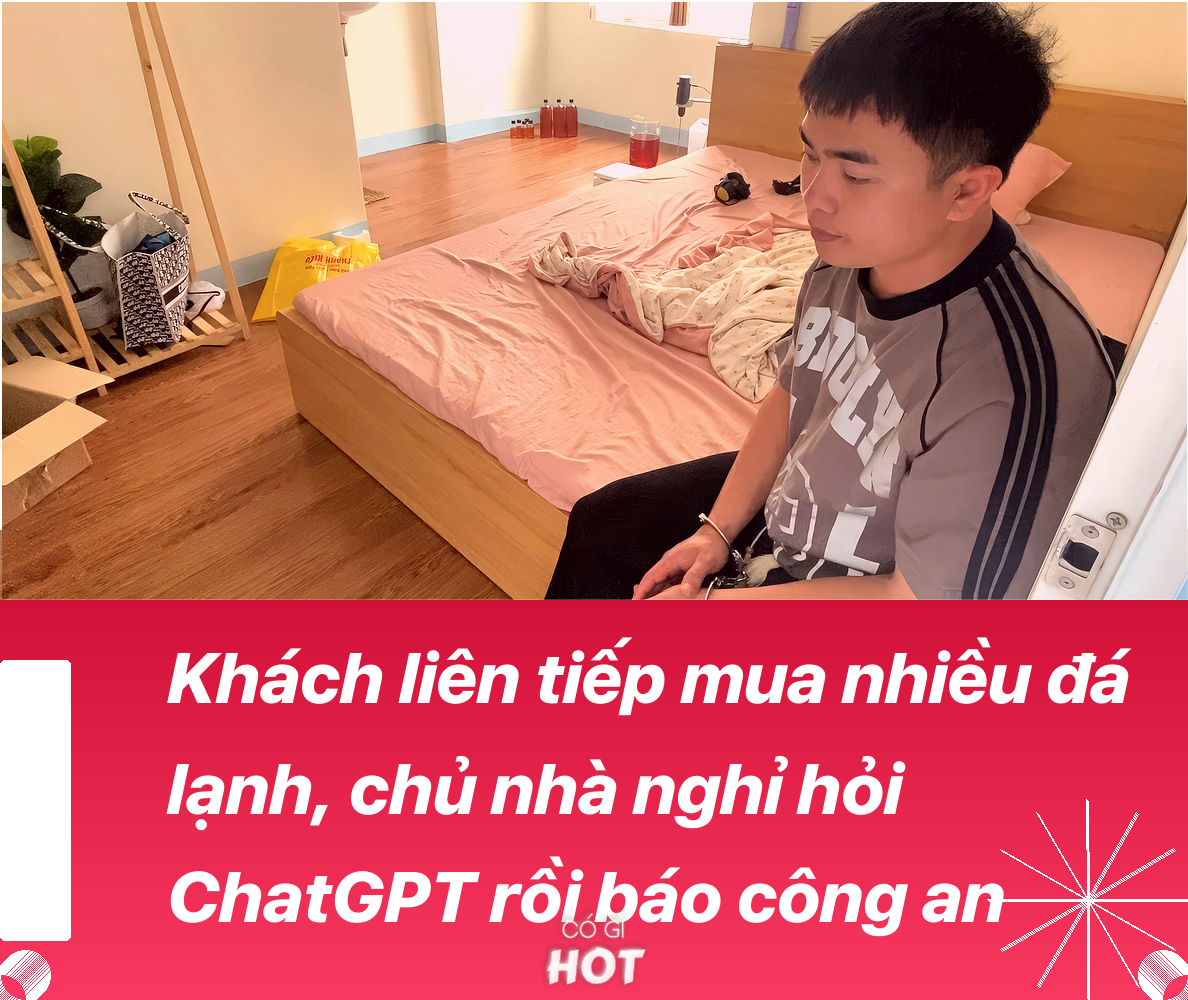 Khách liên tiếp mua nhiều đá
lạnh, chủ nhà nghỉ hỏi
ChatGPT rồi báo công an
CÓ GÌ
HOT